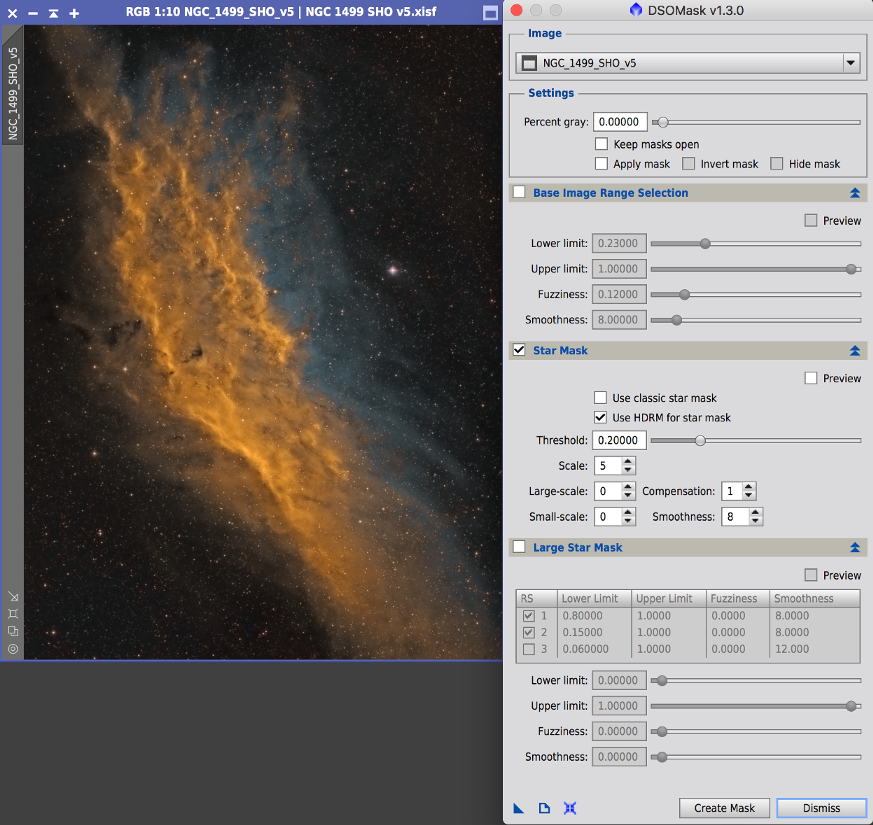 RGB 1:10 NGC_1499_SHO_v5 | NGC 1499 SHO v5.xisf
NGC_1499_SHO_v5
DSOMask v1.3.0
Image
NGC_1499_SHO_v5
Settings
Percent gray: 0.00000
Keep masks open
Apply mask Invert mask Hide mask
Base Image Range Selection
Preview
Lower limit: 0.23000
Upper limit: 1.00000
Fuzziness: 0.12000
Smoothness: 8.00000
Star Mask
Preview
Use classic star mask
Use HDRM for star mask
Threshold: 0.20000
Scale: 5
Large-scale: 0 Compensation: 1
Small-scale: 0 Smoothness: 8
Large Star Mask
Preview
RS Lower Limit Upper Limit Fuzziness Smoothness
1 0.80000 1.0000 0.0000 8.0000
2 0.15000 1.0000 0.0000 8.0000
3 0.060000 1.0000 0.0000 12.000
Lower limit: 0.00000
Upper limit: 1.00000
Fuzziness: 0.00000
Smoothness: 0.00000
Create Mask Dismiss